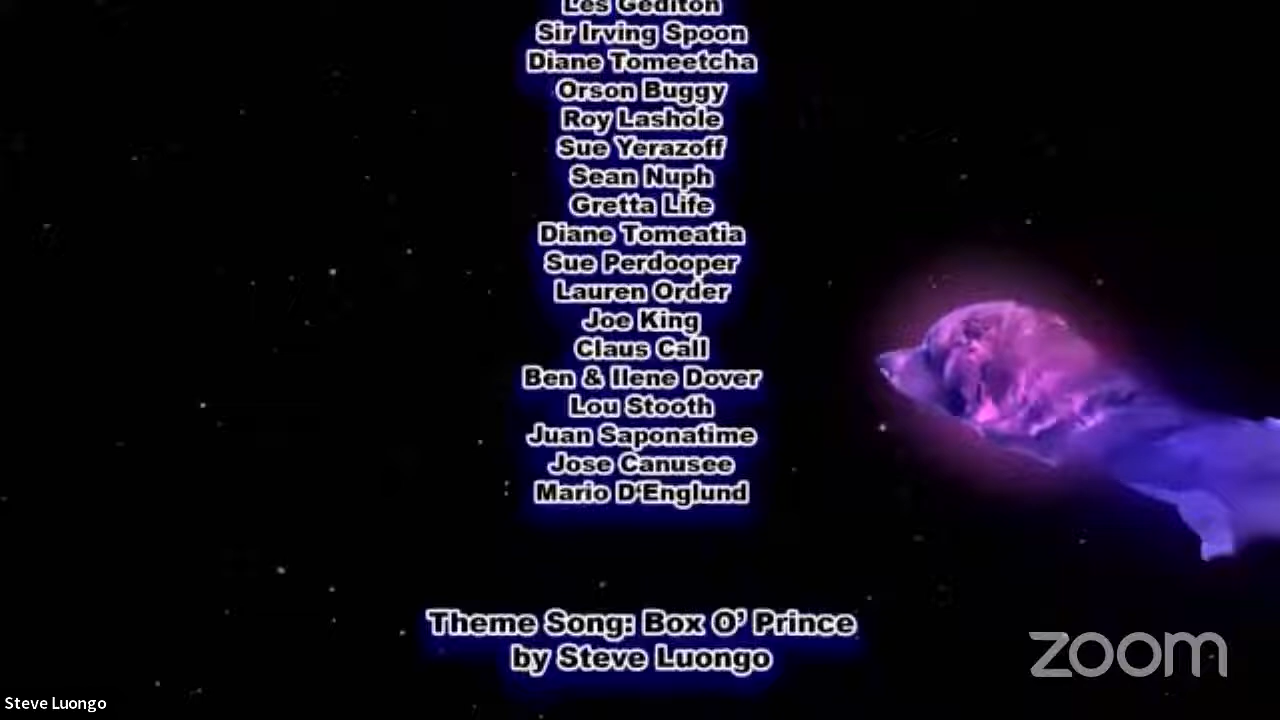 Les Gediton
Sir Irving Spoon
Diane Tomeetcha
Orson Buggy
Roy Lashole
Sue Yerazoff
Sean Nuph
Gretta Life
Diane Tomeatia
Sue Perdooper
Lauren Order
Joe King
Claus Call
Ben & Ilene Dover
Lou Stooth
Juan Saponatime
Jose Canusee
Mario D'Englund
Theme Song: Box O' Prince
by Steve Luongo
zoom
Steve Luongo